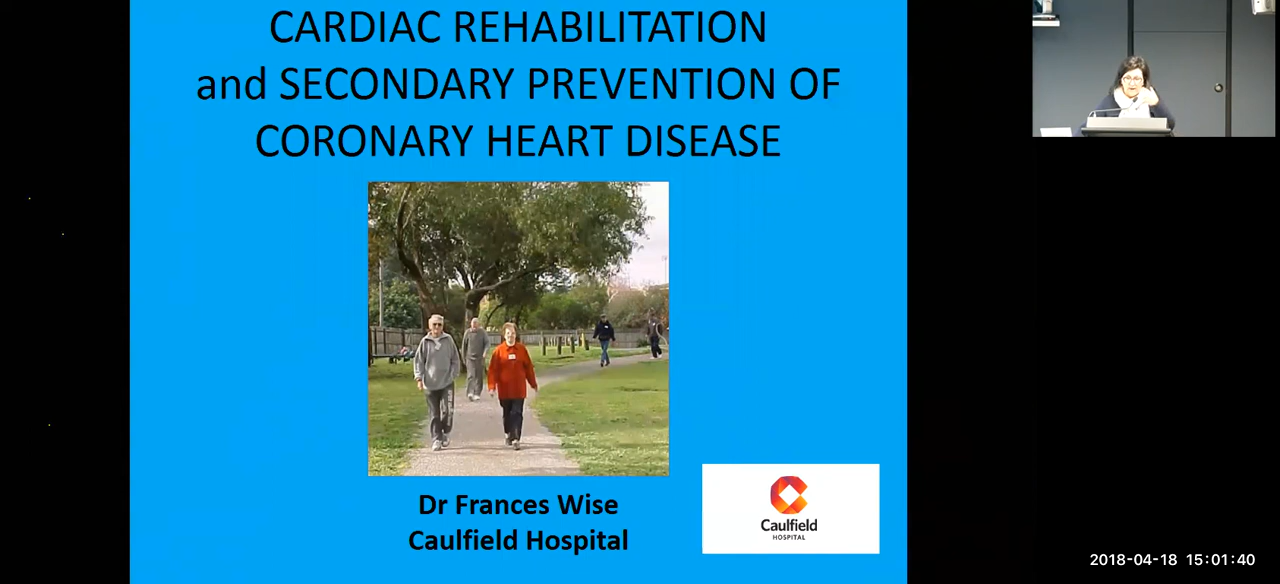 CARDIAC REHABILITATION
and SECONDARY PREVENTION OF
CORONARY HEART DISEASE
Dr Frances Wise
Caulfield Hospital
Caulfield
HOSPITAL
2018-04-18 15:01:40